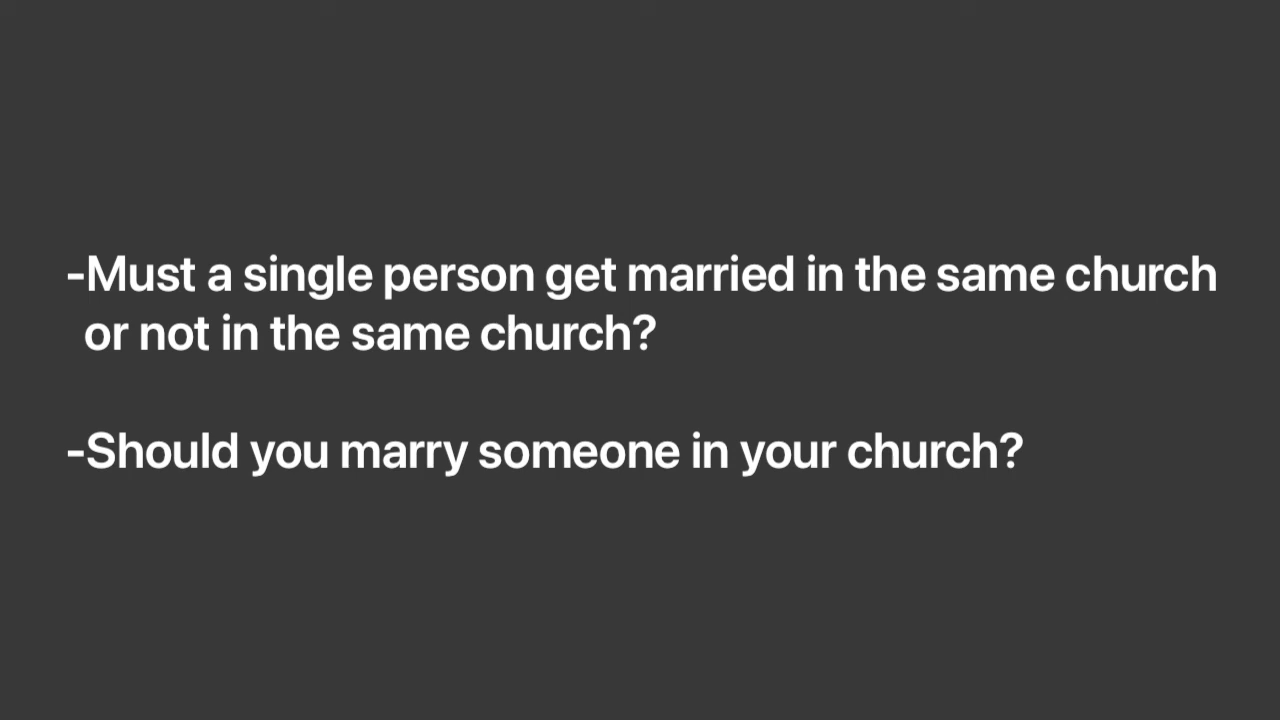 -Must a single person get married in the same church
or not in the same church?
-Should you marry someone in your church?